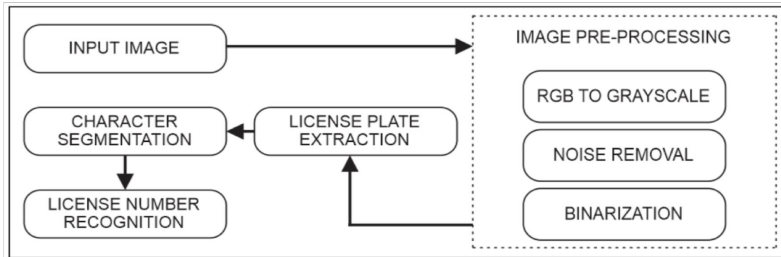 INPUT IMAGE
IMAGE PRE-PROCESSING
RGB TO GRAYSCALE
NOISE REMOVAL
BINARIZATION
LICENSE PLATE
EXTRACTION
CHARACTER
SEGMENTATION
LICENSE NUMBER
RECOGNITION